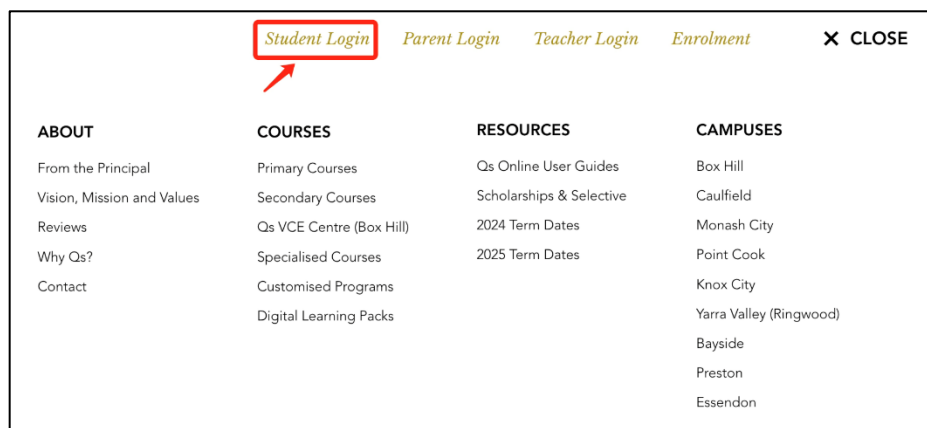 Student Login Parent Login Teacher Login Enrolment ✕ CLOSE
ABOUT
From the Principal
Vision, Mission and Values
Reviews
Why Qs?
Contact
COURSES
Primary Courses
Secondary Courses
Qs VCE Centre (Box Hill)
Specialised Courses
Customised Programs
Digital Learning Packs
RESOURCES
Qs Online User Guides
Scholarships & Selective
2024 Term Dates
2025 Term Dates
CAMPUSES
Box Hill
Caulfield
Monash City
Point Cook
Knox City
Yarra Valley (Ringwood)
Bayside
Preston
Essendon